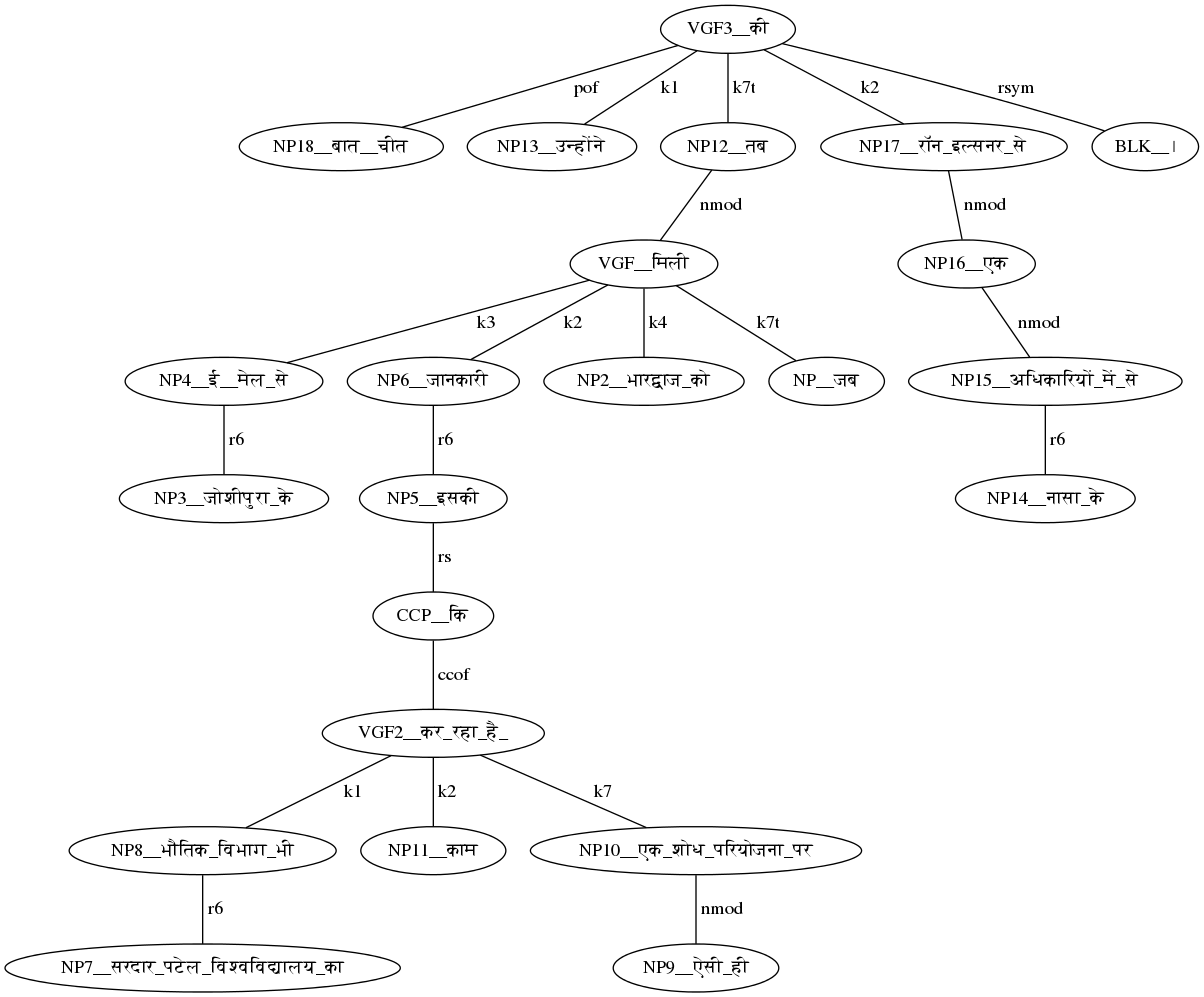 VGF3__की
pof k1 k7t k2 rsym
NP18__बात__चीत NP13__उन्होंने NP12__तब NP17__रॉन_इल्सनर_से BLK__।
nmod nmod
VGF__मिली NP16__एक
k3 k2 k4 k7t nmod
NP4__ई__मेल_से NP6__जानकारी NP2__भारद्वाज_को NP__जब NP15__अधिकारियों_में_से
r6 r6 r6
NP3__जोशीपुरा_के NP5__इसकी NP14__नासा_के
rs
CCP__कि
ccof
VGF2__कर_रहा_है_
k1 k2 k7
NP8__भौतिक_विभाग_भी NP11__काम NP10__एक_शोध_परियोजना_पर
r6 nmod
NP7__सरदार_पटेल_विश्वविद्यालय_का NP9__ऐसी_ही